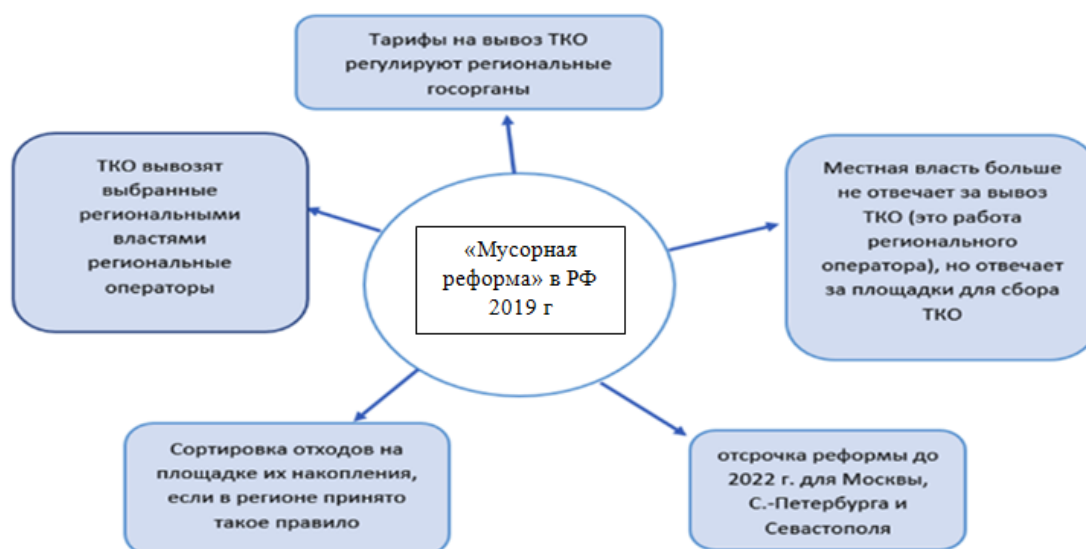 Тарифы на вывоз ТКО
регулируют региональные
госорганы
ТКО вывозят
выбранные
региональными
властями
региональные
операторы
«Мусорная
реформа» в РФ
2019 г
Местная власть больше
не отвечает за вывоз
ТКО (это работа
регионального
оператора), но отвечает
за площадки для сбора
ТКО
Сортировка отходов на
площадке их накопления,
если в регионе принято
такое правило
отсрочка реформы до
2022 г. для Москвы,
С.-Петербурга и
Севастополя